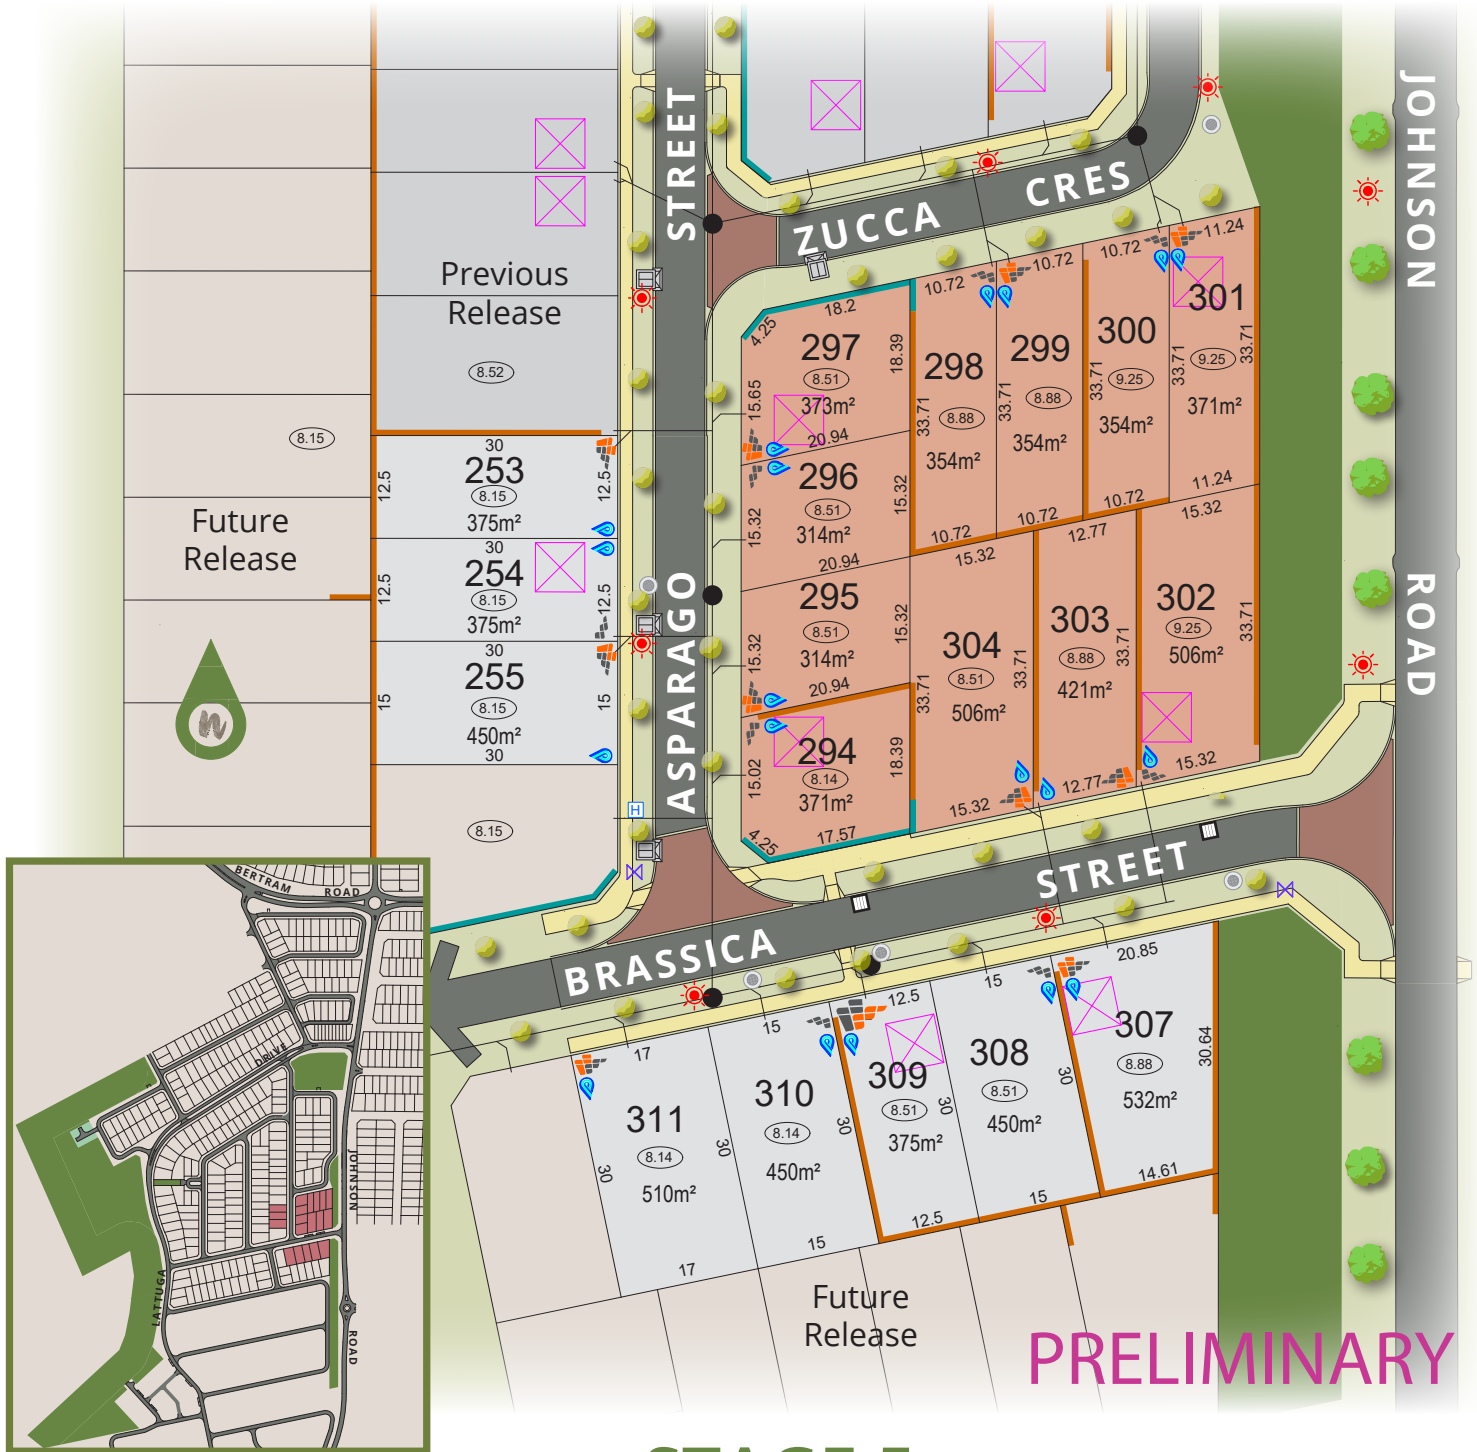 JOHNSON
ROAD
STREET
ASPARAGO
ZUCCA CRES
Previous
Release
8.52
8.15
Future
Release
30
253
8.15
375m²
12.5
12.5
30
254
8.15
375m²
12.5
12.5
30
255
8.15
450m²
30
15
15
8.15
H
n
4.25
18.2
297
8.51
373m²
15.65
18.39
20.94
296
8.51
314m²
15.32
15.32
20.94
295
8.51
314m²
15.32
15.32
20.94
294
8.14
371m²
15.02
18.39
4.25
17.57
10.72
298
8.88
354m²
33.71
10.72
10.72
299
8.88
354m²
33.71
10.72
10.72
300
9.25
354m²
33.71
10.72
11.24
301
9.25
371m²
33.71
33.71
11.24
15.32
302
9.25
506m²
33.71
15.32
12.77
303
8.88
421m²
33.71
12.77
15.32
304
8.51
506m²
33.71
33.71
15.32
BRASSICA STREET
20.85
307
8.88
532m²
30.64
14.61
15
308
8.51
450m²
30
15
12.5
309
8.51
375m²
30
12.5
15
310
8.14
450m²
30
15
17
311
8.14
510m²
30
30
17
Future
Release
PRELIMINARY
BERTRAM ROAD
DRIVE
JOHNSON
ROAD
LATTUGA